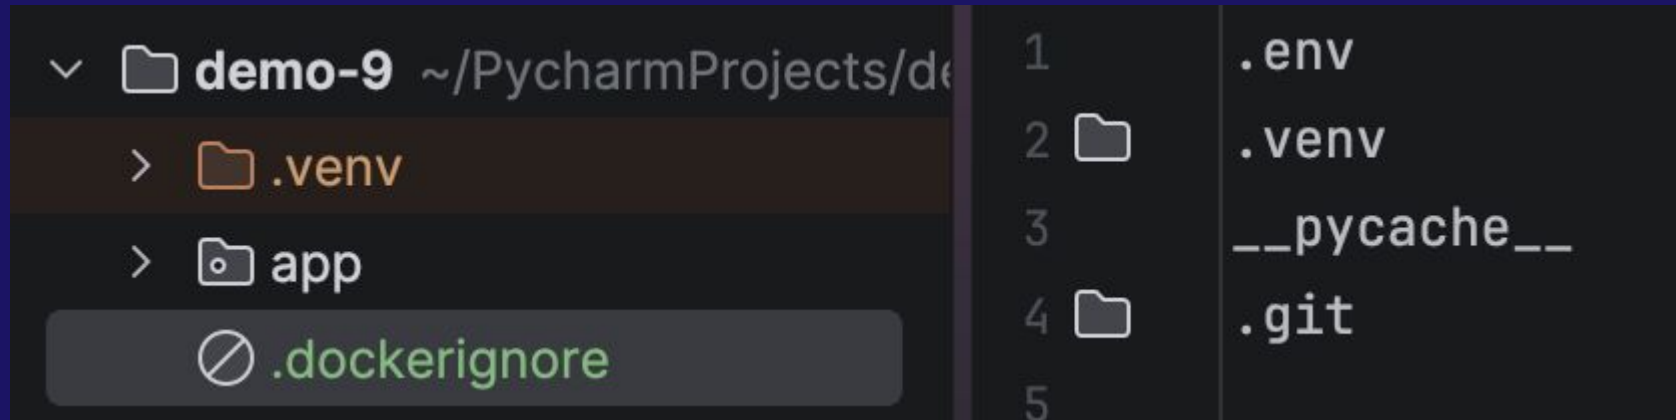 demo-9 ~/PycharmProjects/de
.venv
app
.dockerignore
1 .env
2 .venv
3 __pycache__
4 .git
5